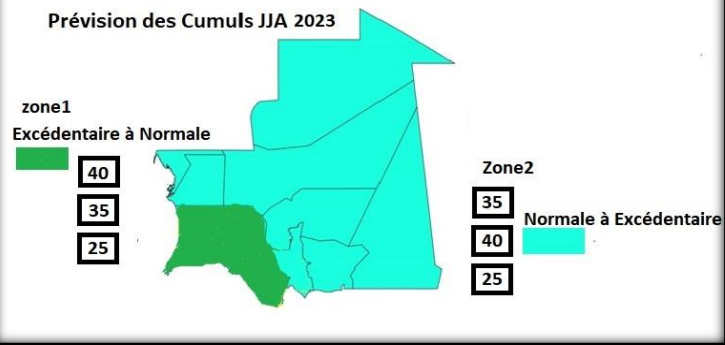 Prévision des Cumuls JJA 2023
zone1
Excédentaire à Normale
40
35
25
Zone2
35
Normale à Excédentaire
40
25